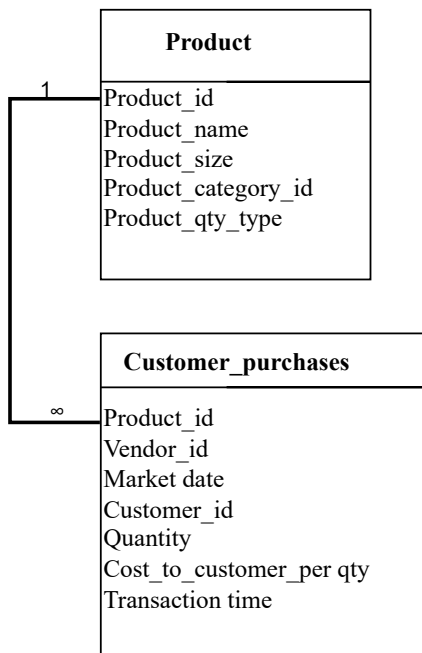 Product
1
Product_id
Product_name
Product_size
Product_category_id
Product_qty_type
Customer_purchases
∞
Product_id
Vendor_id
Market date
Customer_id
Quantity
Cost_to_customer_per qty
Transaction time